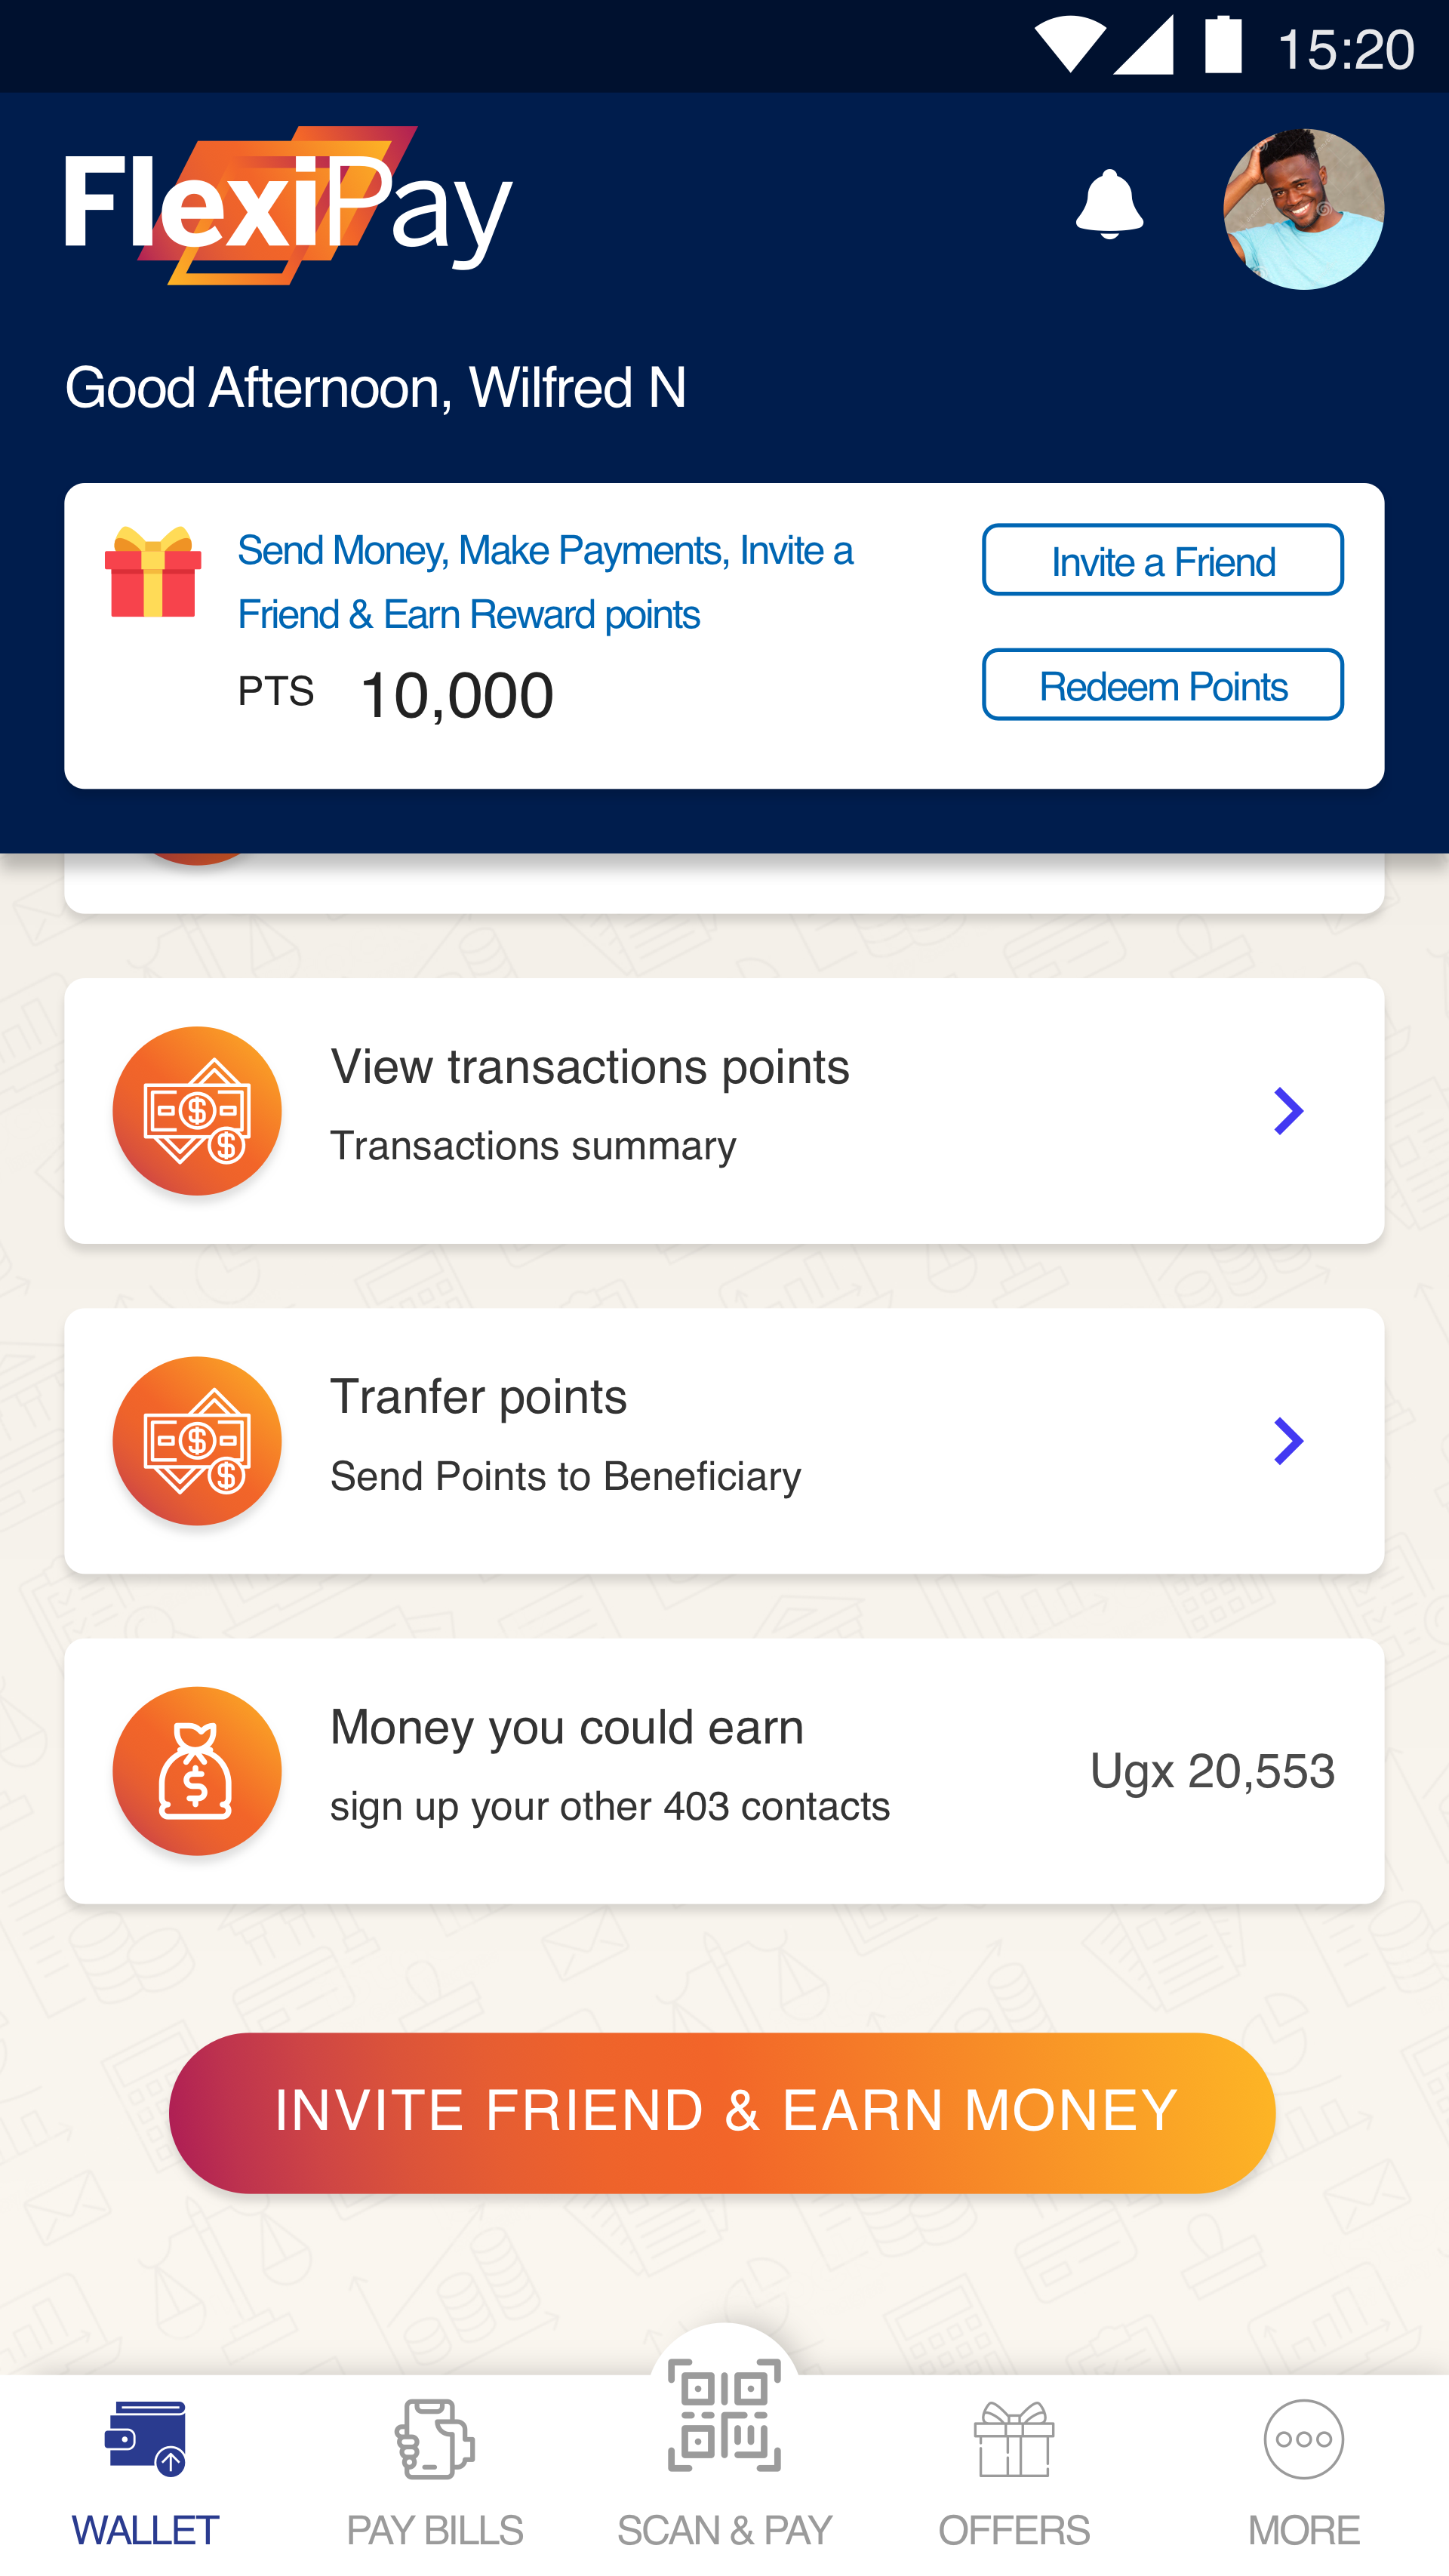 15:20
FlexiPay
Good Afternoon, Wilfred N
Send Money, Make Payments, Invite a
Friend & Earn Reward points
PTS 10,000
Invite a Friend
Redeem Points
View transactions points
Transactions summary
Tranfer points
Send Points to Beneficiary
Money you could earn
sign up your other 403 contacts
Ugx 20,553
INVITE FRIEND & EARN MONEY
WALLET
PAY BILLS
SCAN & PAY
OFFERS
MORE